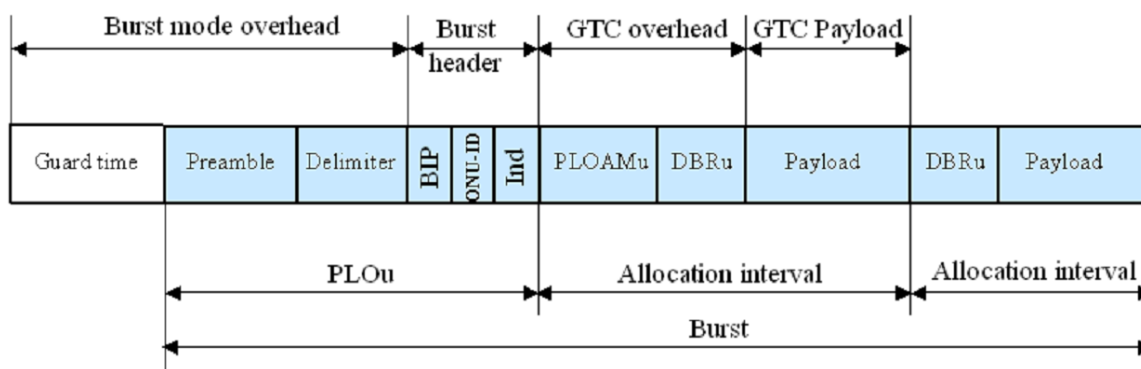 Burst mode overhead
Burst header
GTC overhead
GTC Payload
Guard time
Preamble
Delimiter
BIP
ONU-ID
Ind
PLOAMu
DBRu
Payload
DBRu
Payload
PLOu
Allocation interval
Allocation interval
Burst